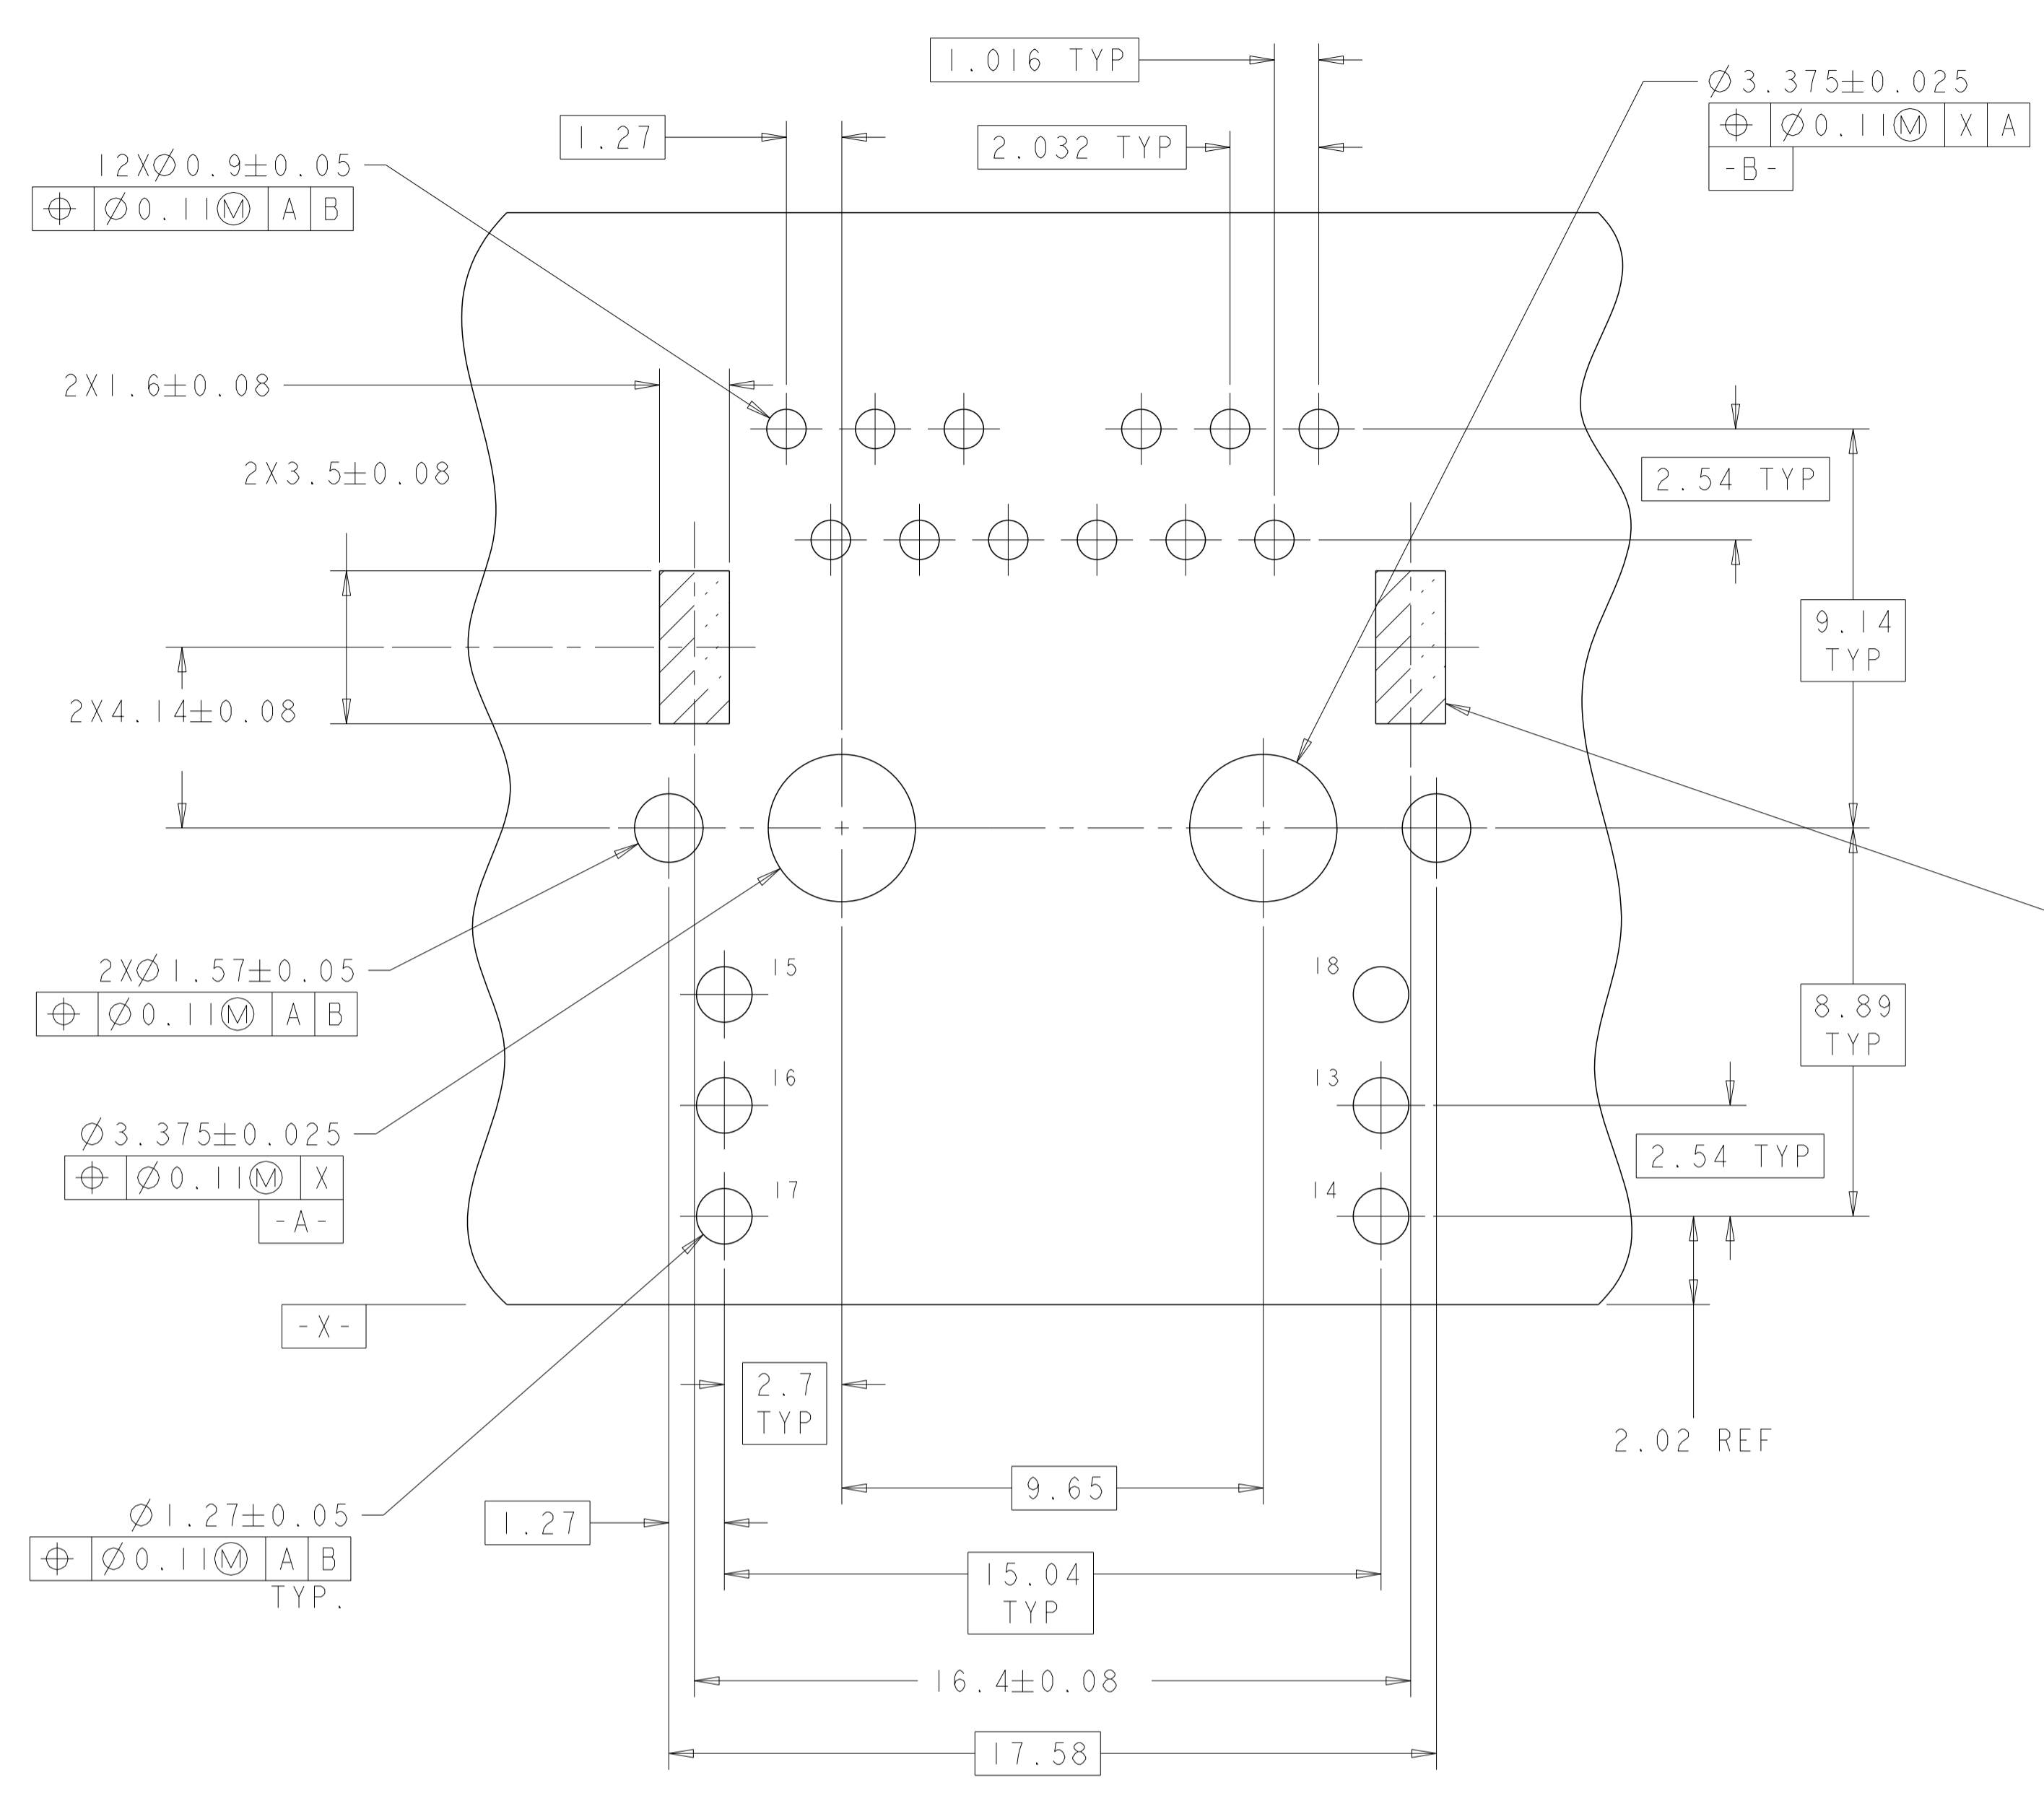 1.016 TYP
Ø3.375±0.025
⌖ Ø0.11Ⓜ X A
-B-
1.27
2.032 TYP
12XØ0.9±0.05
⌖ Ø0.11Ⓜ A B
2X1.6±0.08
2X3.5±0.08
2.54 TYP
9.14
TYP
2X4.14±0.08
2XØ1.57±0.05
⌖ Ø0.11Ⓜ A B
15
18
8.89
TYP
16
13
Ø3.375±0.025
⌖ Ø0.11Ⓜ X
-A-
2.54 TYP
17
14
-X-
2.7
TYP
2.02 REF
9.65
Ø1.27±0.05
⌖ Ø0.11Ⓜ A B
TYP.
1.27
15.04
TYP
16.4±0.08
17.58